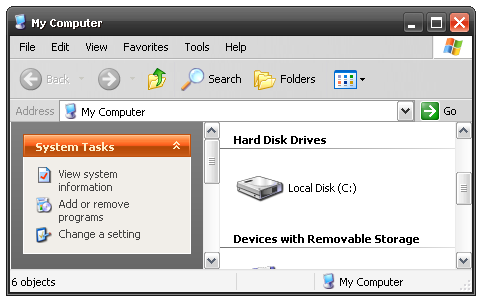 My Computer
File Edit View Favorites Tools Help
Back Search Folders
Address My Computer Go
System Tasks
View system
information
Add or remove
programs
Change a setting
Hard Disk Drives
Local Disk (C:)
Devices with Removable Storage
6 objects My Computer